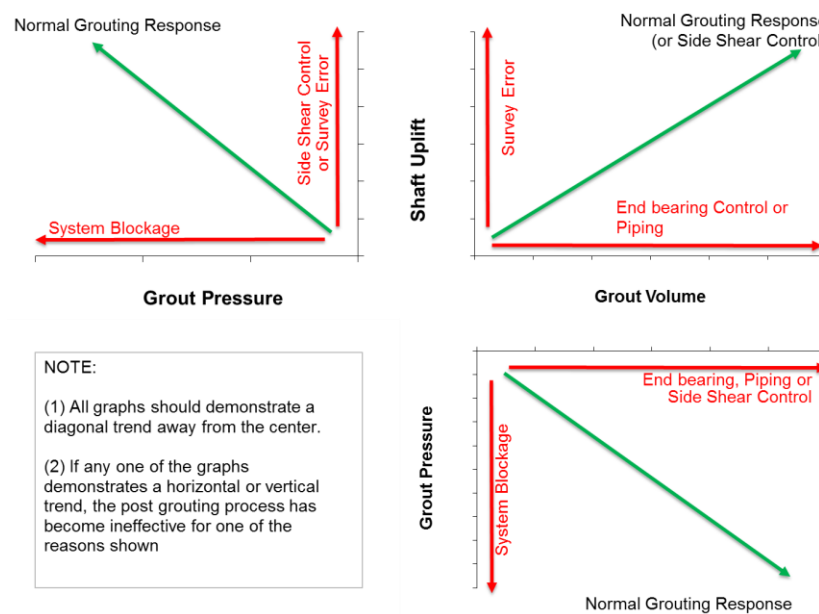 Normal Grouting Response
Side Shear Control
or Survey Error
System Blockage
Grout Pressure
Shaft Uplift
Normal Grouting Response
(or Side Shear Control
Survey Error
End bearing Control or
Piping
Grout Volume
NOTE:
(1) All graphs should demonstrate a
diagonal trend away from the center.
(2) If any one of the graphs
demonstrates a horizontal or vertical
trend, the post grouting process has
become ineffective for one of the
reasons shown
Grout Pressure
End bearing, Piping or
Side Shear Control
System Blockage
Normal Grouting Response